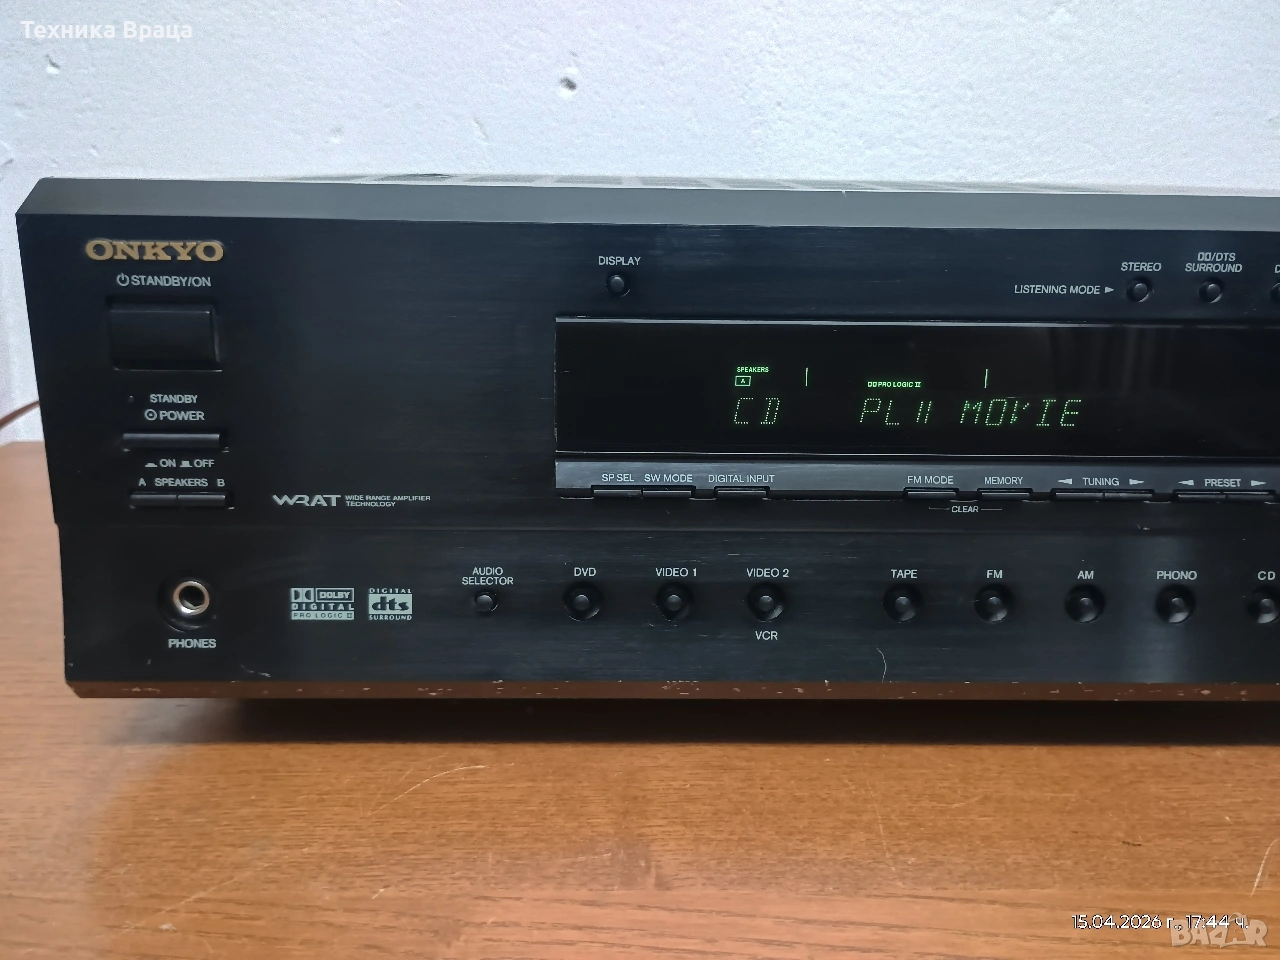 Техника Враца
ONKYO
STANDBY/ON
DISPLAY
STEREO
DD/DTS
SURROUND
LISTENING MODE ►
STANDBY
POWER
ON OFF
A SPEAKERS B
SPEAKERS
A
DD PRO LOGIC II
CD PL II MOVIE
SP SEL SW MODE DIGITAL INPUT
FM MODE MEMORY ◄ TUNING ► ◄ PRESET ►
CLEAR
WRAT WIDE RANGE AMPLIFIER
TECHNOLOGY
AUDIO
SELECTOR
DVD VIDEO 1 VIDEO 2 TAPE FM AM PHONO CD
VCR
PHONES
DOLBY
DIGITAL
PRO LOGIC II
DIGITAL
dts
SURROUND
15.04.2026 г., 17:44 ч.
BAZAR